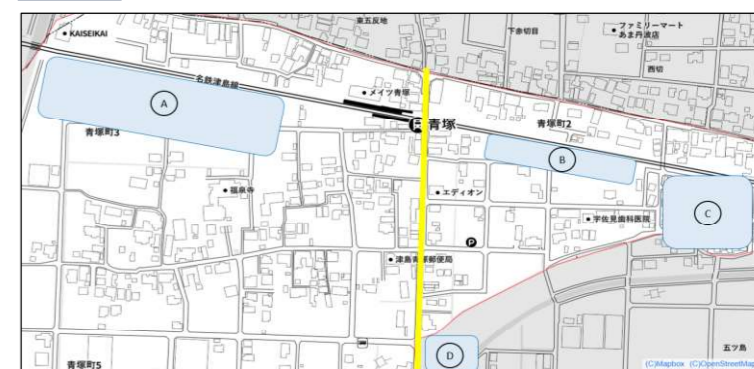 東五反地
ファミリーマート
あま丹波店
下赤切目
KAISEIKAI
西切
名鉄津島線
メイツ青塚
A
青塚
青塚町2
青塚町3
B
福泉寺
エディオン
C
宇佐見歯科医院
P
津島青塚郵便局
D
五ツ島
青塚町5
(C)Mapbox (C)OpenStreetMap